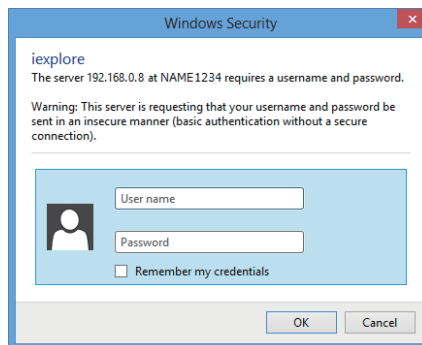 Windows Security
iexplore
The server 192.168.0.8 at NAME1234 requires a username and password.
Warning: This server is requesting that your username and password be
sent in an insecure manner (basic authentication without a secure
connection).
User name
Password
Remember my credentials
OK Cancel